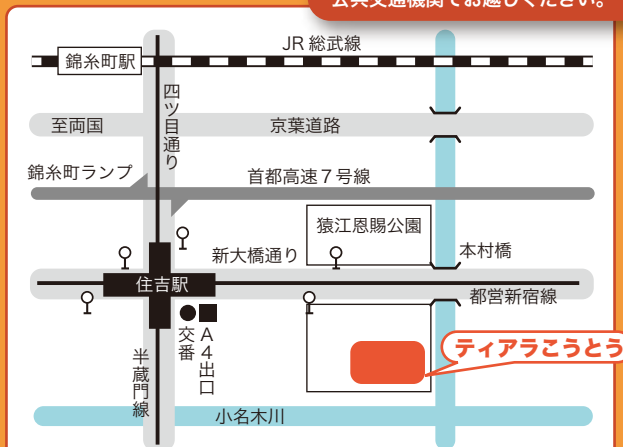 公共交通機関でお越しください。
JR 総武線
錦糸町駅
四ツ目通り
至両国
京葉道路
錦糸町ランプ
首都高速７号線
猿江恩賜公園
新大橋通り
本村橋
住吉駅
都営新宿線
交番
A４出口
ティアラこうとう
半蔵門線
小名木川